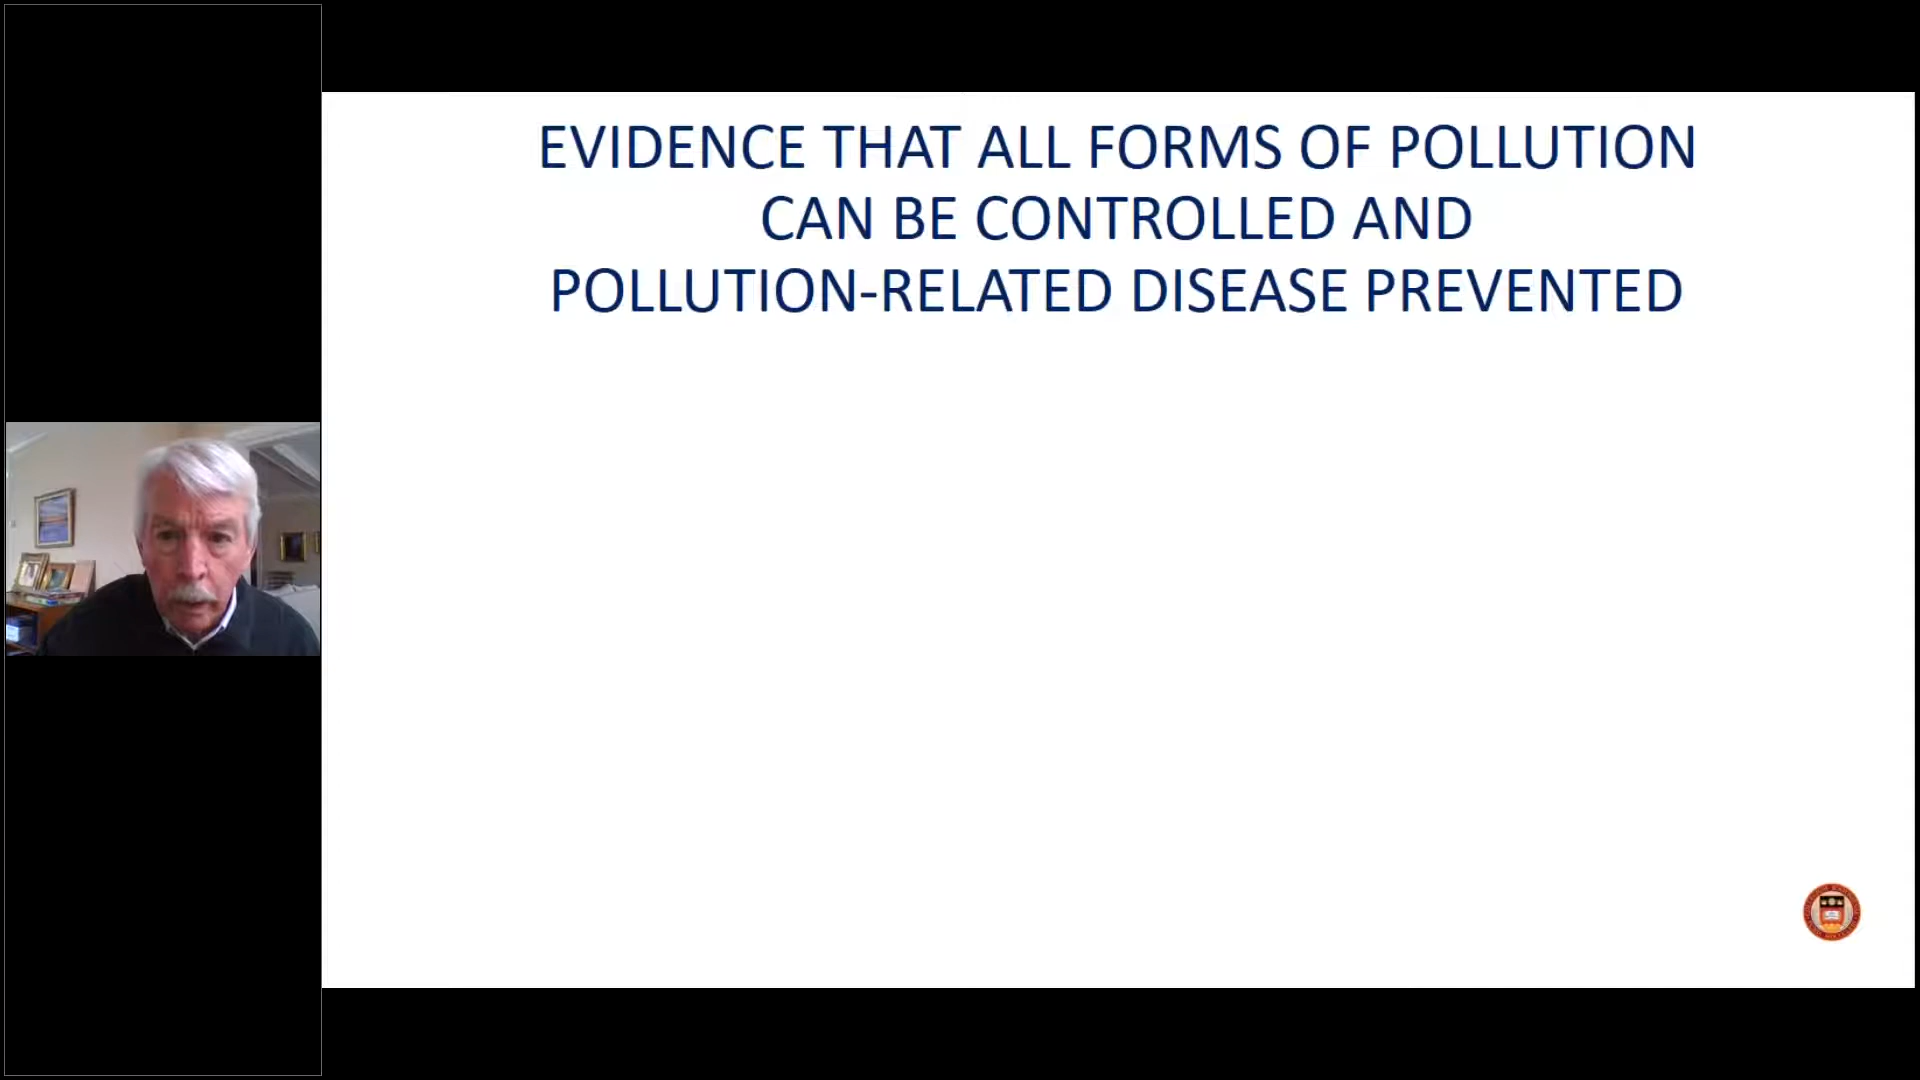 EVIDENCE THAT ALL FORMS OF POLLUTION
CAN BE CONTROLLED AND
POLLUTION-RELATED DISEASE PREVENTED